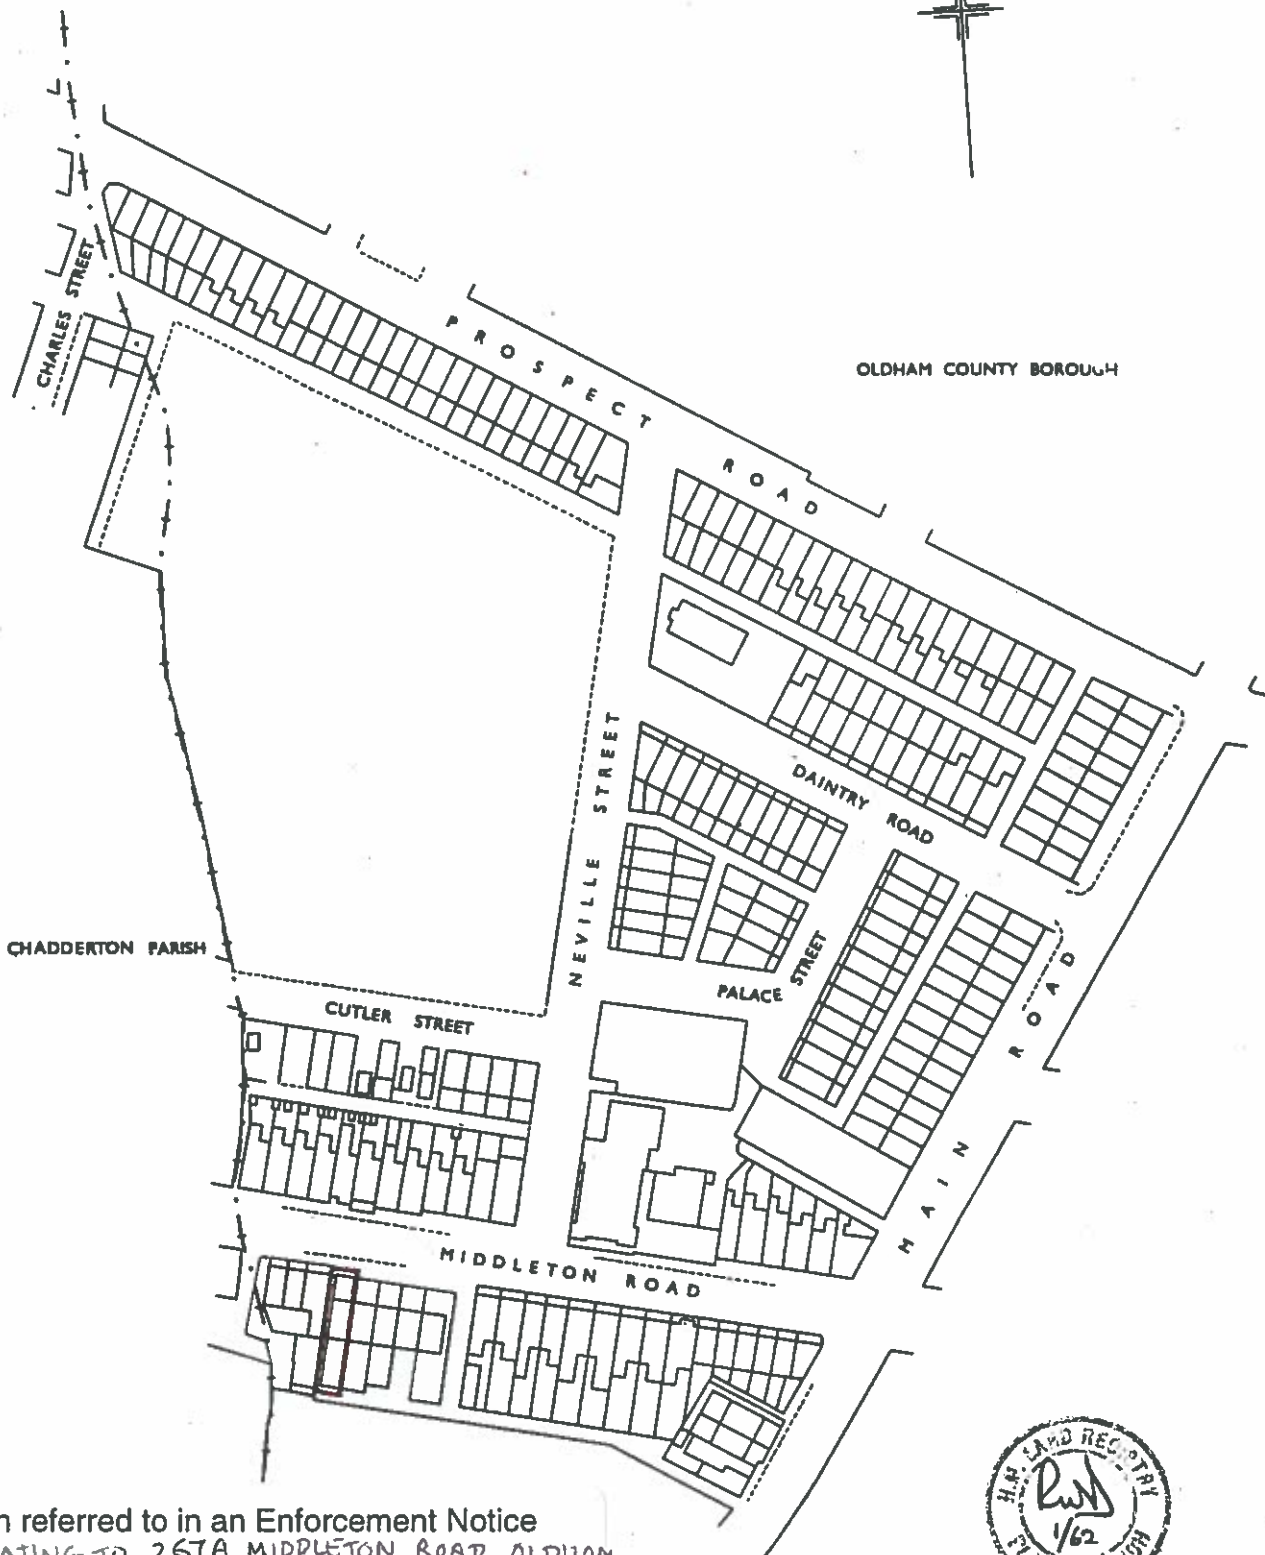 CHARLES STREET
PROSPECT ROAD
OLDHAM COUNTY BOROUGH
NEVILLE STREET
DAINTRY ROAD
CHADDERTON PARISH
PALACE STREET
CUTLER STREET
MAIN ROAD
MIDDLETON ROAD
H.M. LAND REGISTRY
1/62
referred to in an Enforcement Notice
267A MIDDLETON ROAD OLDHAM